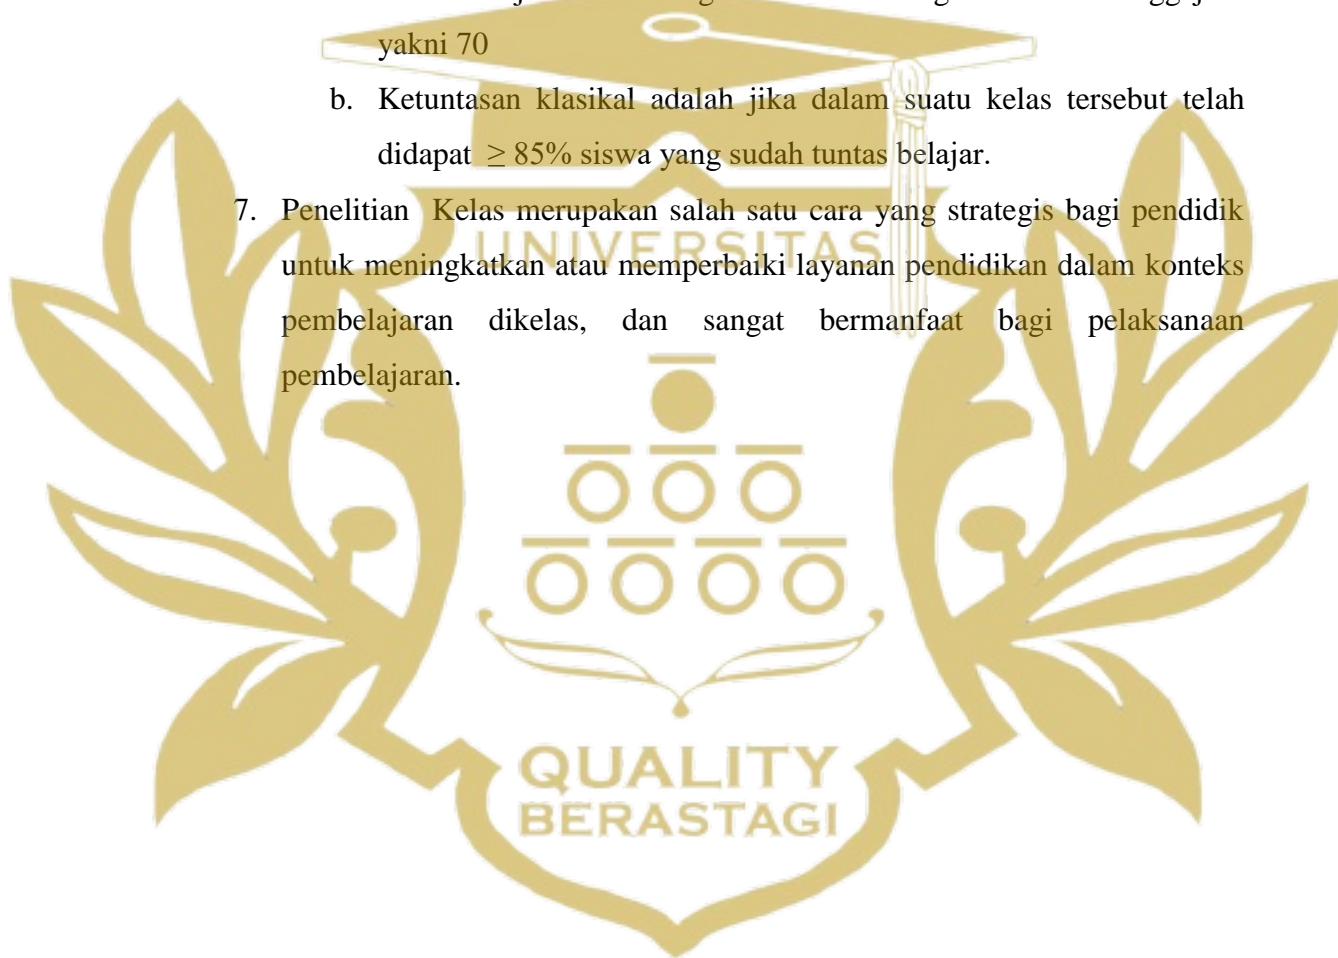 yakni 70
b. Ketuntasan klasikal adalah jika dalam suatu kelas tersebut telah
didapat ≥ 85% siswa yang sudah tuntas belajar.
7. Penelitian Kelas merupakan salah satu cara yang strategis bagi pendidik
untuk meningkatkan atau memperbaiki layanan pendidikan dalam konteks
pembelajaran dikelas, dan sangat bermanfaat bagi pelaksanaan
pembelajaran.
UNIVERSITAS
QUALITY
BERASTAGI